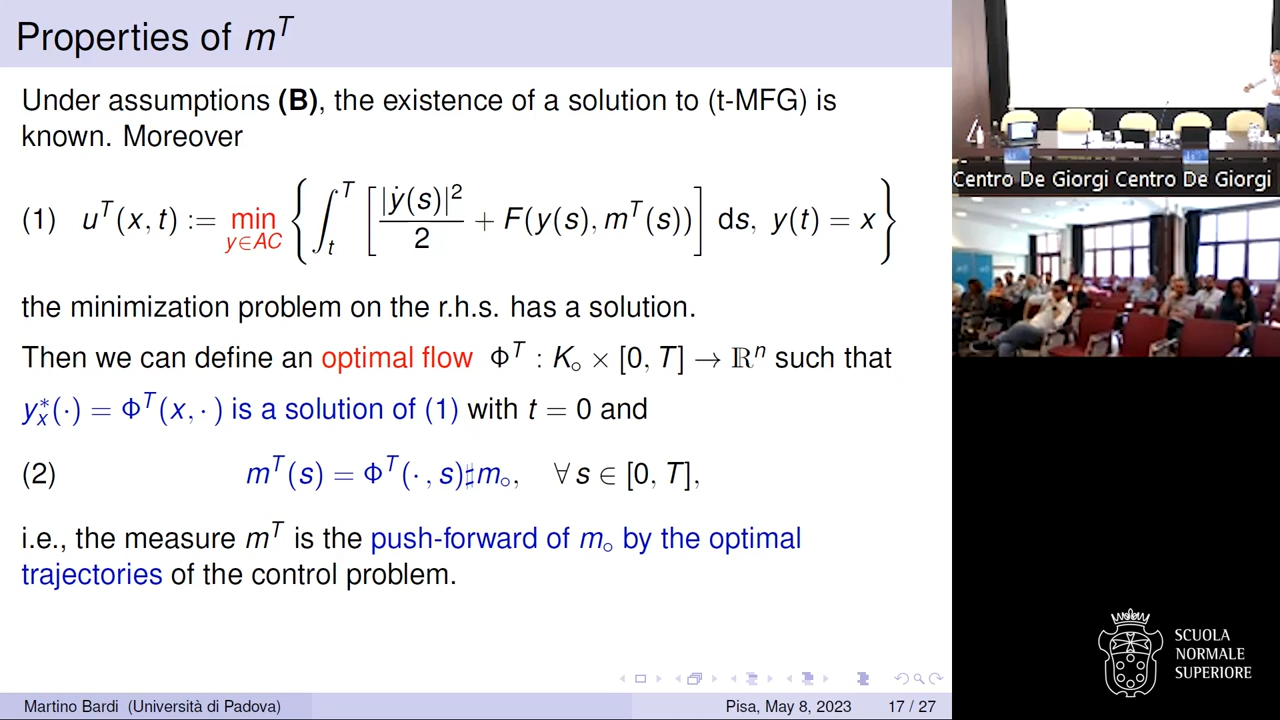 Properties of m^T
Under assumptions (B), the existence of a solution to (t-MFG) is
known. Moreover
(1) u^T(x, t) := min_{y∈AC} { ∫_t^T [ |ẏ(s)|²/2 + F(y(s), m^T(s)) ] ds, y(t) = x }
the minimization problem on the r.h.s. has a solution.
Then we can define an optimal flow Φ^T : K_∘ × [0, T] → ℝ^n such that
y_x^*(·) = Φ^T(x, ·) is a solution of (1) with t = 0 and
(2) m^T(s) = Φ^T(·, s)♯m_∘, ∀ s ∈ [0, T],
i.e., the measure m^T is the push-forward of m_∘ by the optimal
trajectories of the control problem.
Martino Bardi (Università di Padova) Pisa, May 8, 2023 17 / 27
Centro De Giorgi Centro De Giorgi
SCUOLA
NORMALE
SUPERIORE